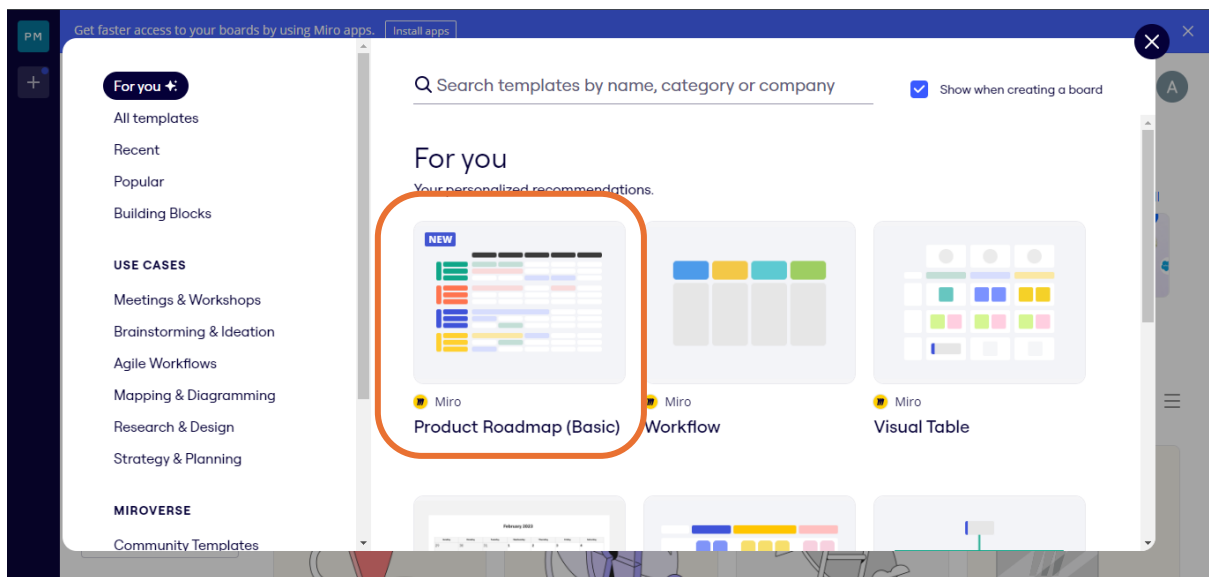 PM
Get faster access to your boards by using Miro apps. Install apps
For you
All templates
Recent
Popular
Building Blocks
USE CASES
Meetings & Workshops
Brainstorming & Ideation
Agile Workflows
Mapping & Diagramming
Research & Design
Strategy & Planning
MIROVERSE
Community Templates
Search templates by name, category or company
Show when creating a board
A
For you
Your personalized recommendations.
NEW
Miro
Product Roadmap (Basic)
Miro
Workflow
Miro
Visual Table
February 2023